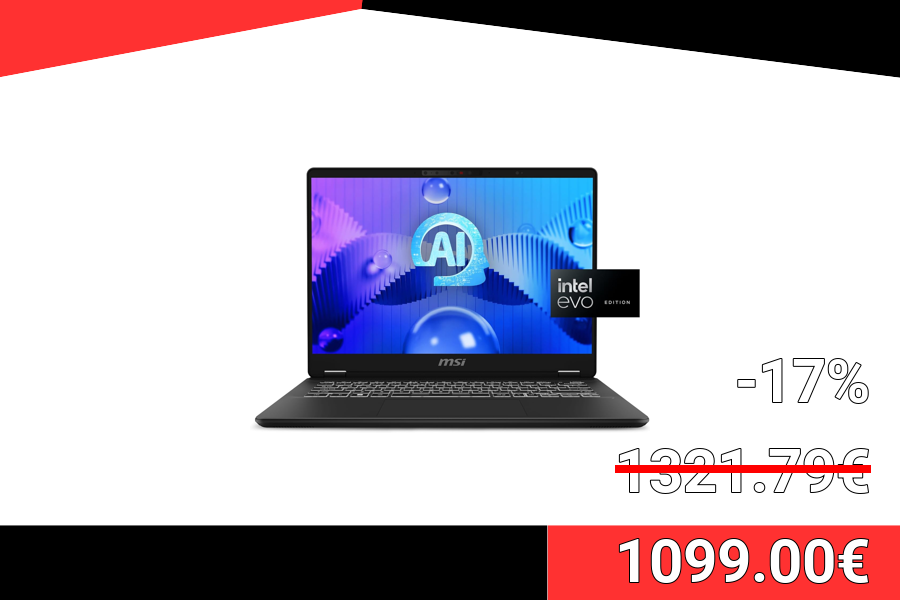 AI
intel
evo EDITION
msi
-17%
1321.79€
1099.00€